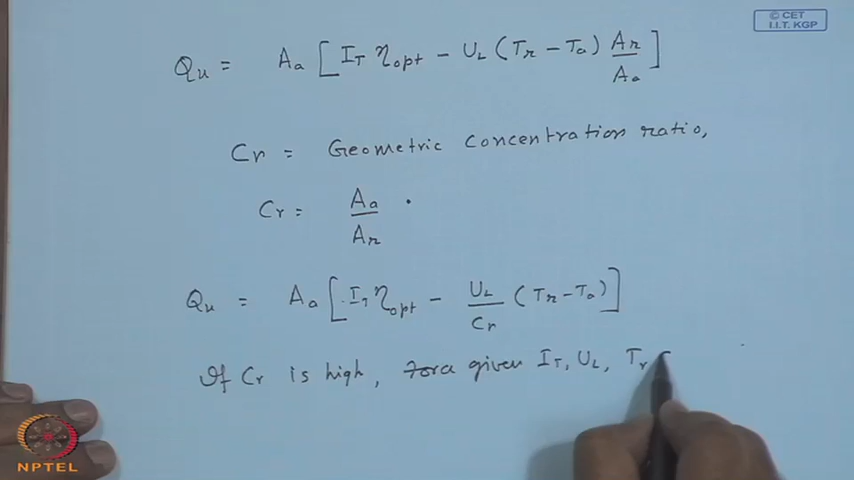 © CET
I.I.T. KGP
Qu = Aa [ IT ηopt - UL (Tr - Ta) Ar/Aa ]
Cr = Geometric concentration ratio,
Cr = Aa/Ar .
Qu = Aa [ IT ηopt - UL/Cr (Tr - Ta) ]
If Cr is high, for a given IT, UL, Tr
NPTEL